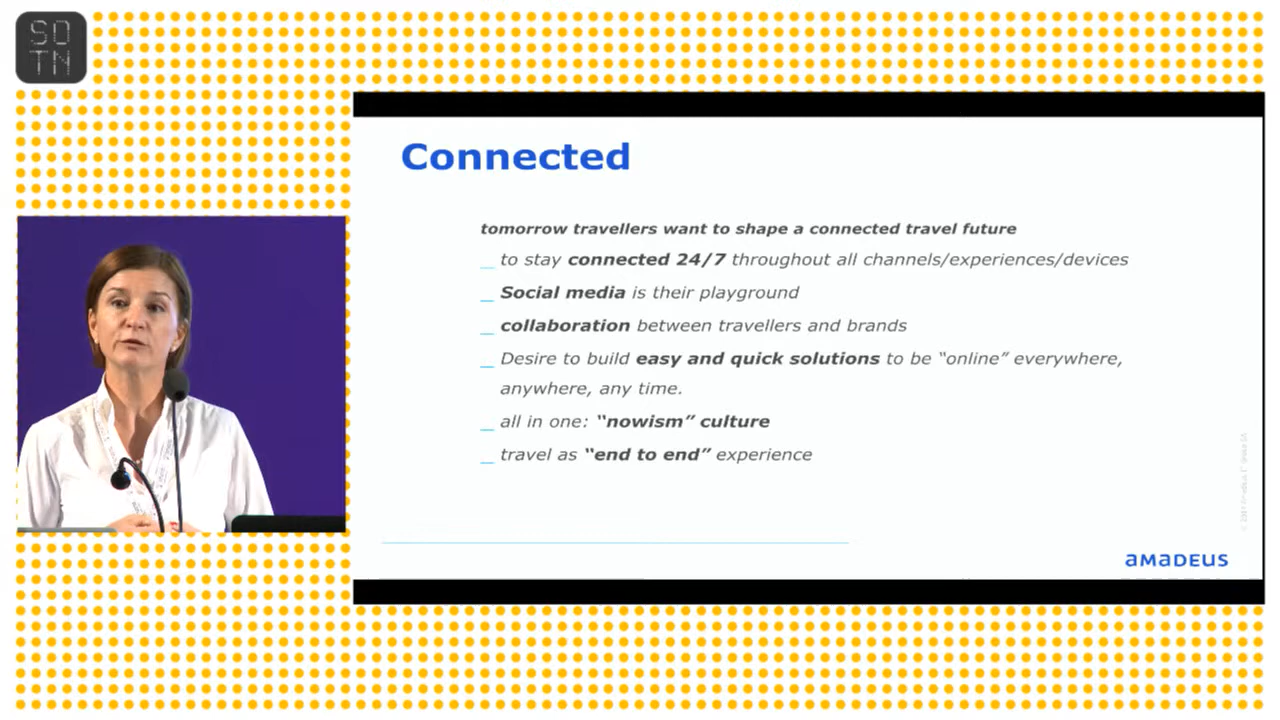 SO
TN
Connected
tomorrow travellers want to shape a connected travel future
_ to stay connected 24/7 throughout all channels/experiences/devices
_ Social media is their playground
_ collaboration between travellers and brands
_ Desire to build easy and quick solutions to be “online” everywhere,
anywhere, any time.
_ all in one: “nowism” culture
_ travel as “end to end” experience
amadeus